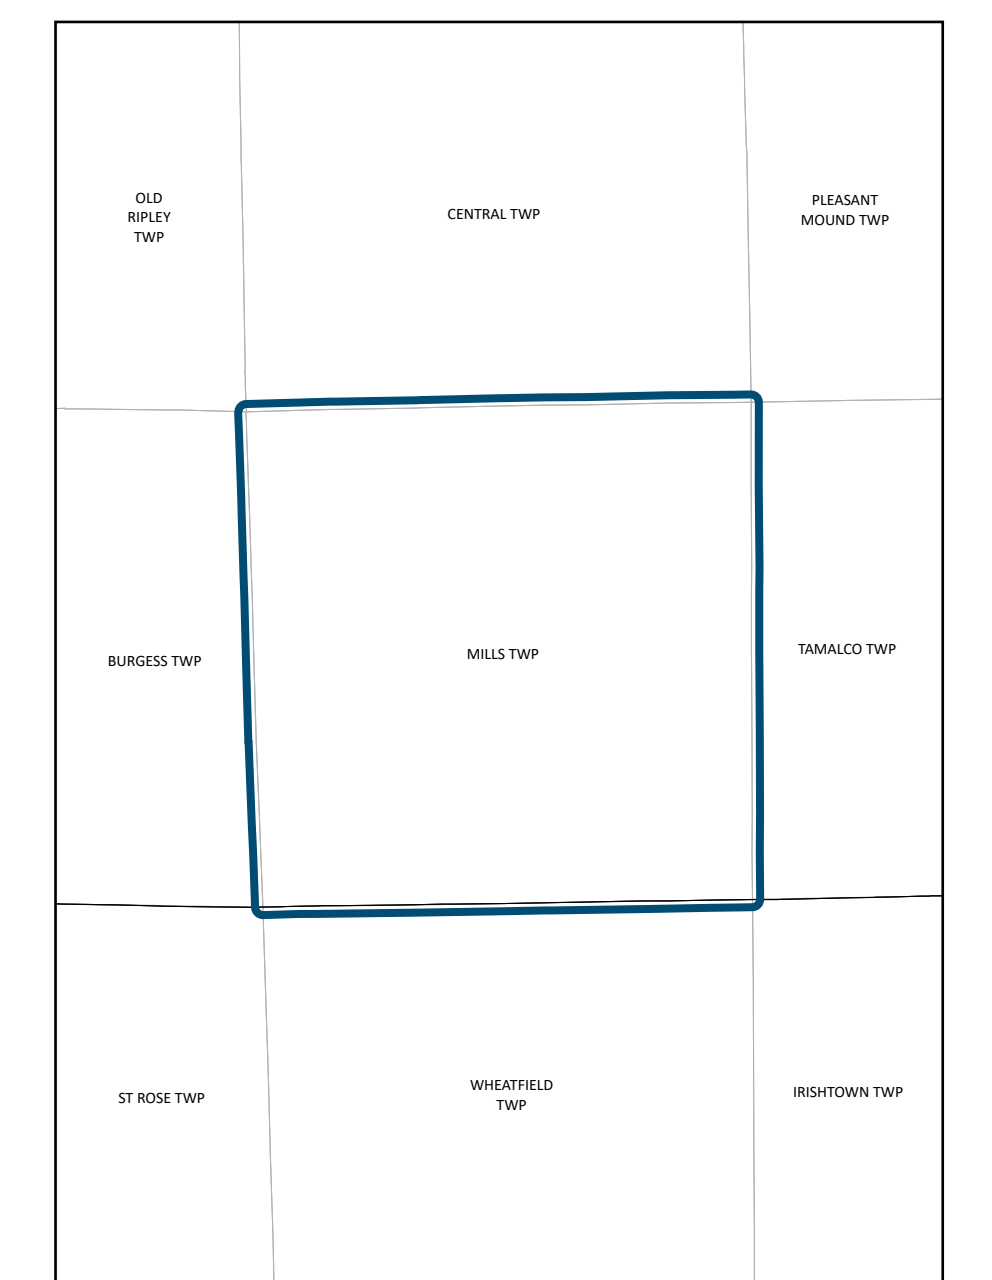 OLD
RIPLEY
TWP
CENTRAL TWP
PLEASANT
MOUND TWP
BURGESS TWP
MILLS TWP
TAMALCO TWP
ST ROSE TWP
WHEATFIELD
TWP
IRISHTOWN TWP